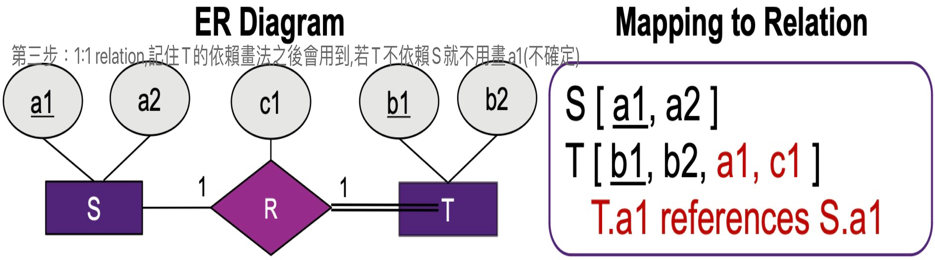 ER Diagram
Mapping to Relation
第三步：1:1 relation,記住T的依賴畫法之後會用到,若T不依賴S就不用畫a1(不確定)
a1
a2
c1
b1
b2
S
1
R
1
T
S [ a1, a2 ]
T [ b1, b2, a1, c1 ]
T.a1 references S.a1